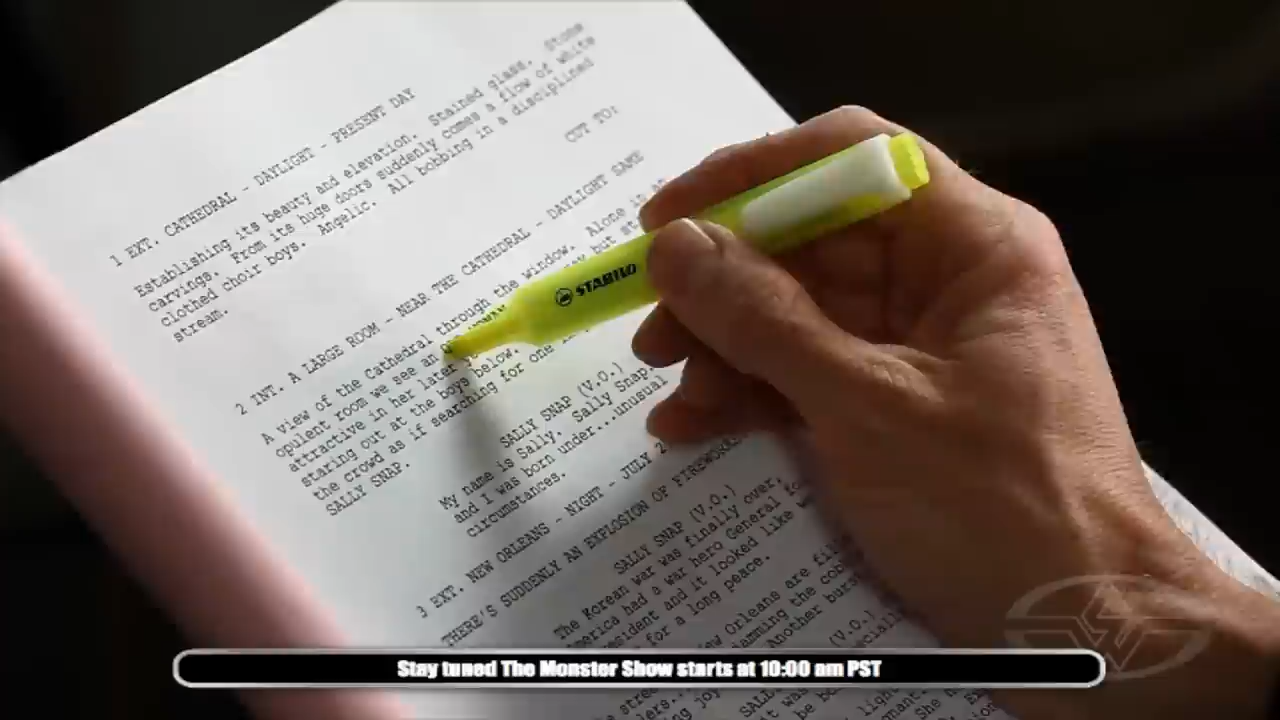 1 EXT. CATHEDRAL - DAYLIGHT - PRESENT DAY
Establishing its beauty and elevation. Stained glass. Stone
carvings. From its huge doors suddenly comes a flow of white
clothed choir boys. Angelic. All bobbing in a disciplined
stream.
CUT TO:
2 INT. A LARGE ROOM - NEAR THE CATHEDRAL - DAYLIGHT SAME
A view of the Cathedral through the window. Alone in an
opulent room we see an
attractive in her later but
staring out at the boys below.
the crowd as if searching for one
SALLY SNAP.
SALLY SNAP (V.O.)
My name is Sally. Sally Snap.
and I was born under...unusual
circumstances.
3 EXT. NEW ORLEANS - NIGHT - JULY 2
THERE'S SUDDENLY AN EXPLOSION OF FIREWORKS
SALLY SNAP (V.O.)
The Korean war was finally over,
America had a war hero General
President and it looked like
for a long peace.
New Orleans are
jamming the
Another
(V.O.)
STABILO
Stay tuned The Monster Show starts at 10:00 am PST